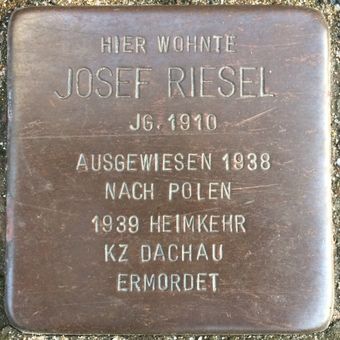 HIER WOHNTE
JOSEF RIESEL
JG. 1910
AUSGEWIESEN 1938
NACH POLEN
1939 HEIMKEHR
KZ DACHAU
ERMORDET